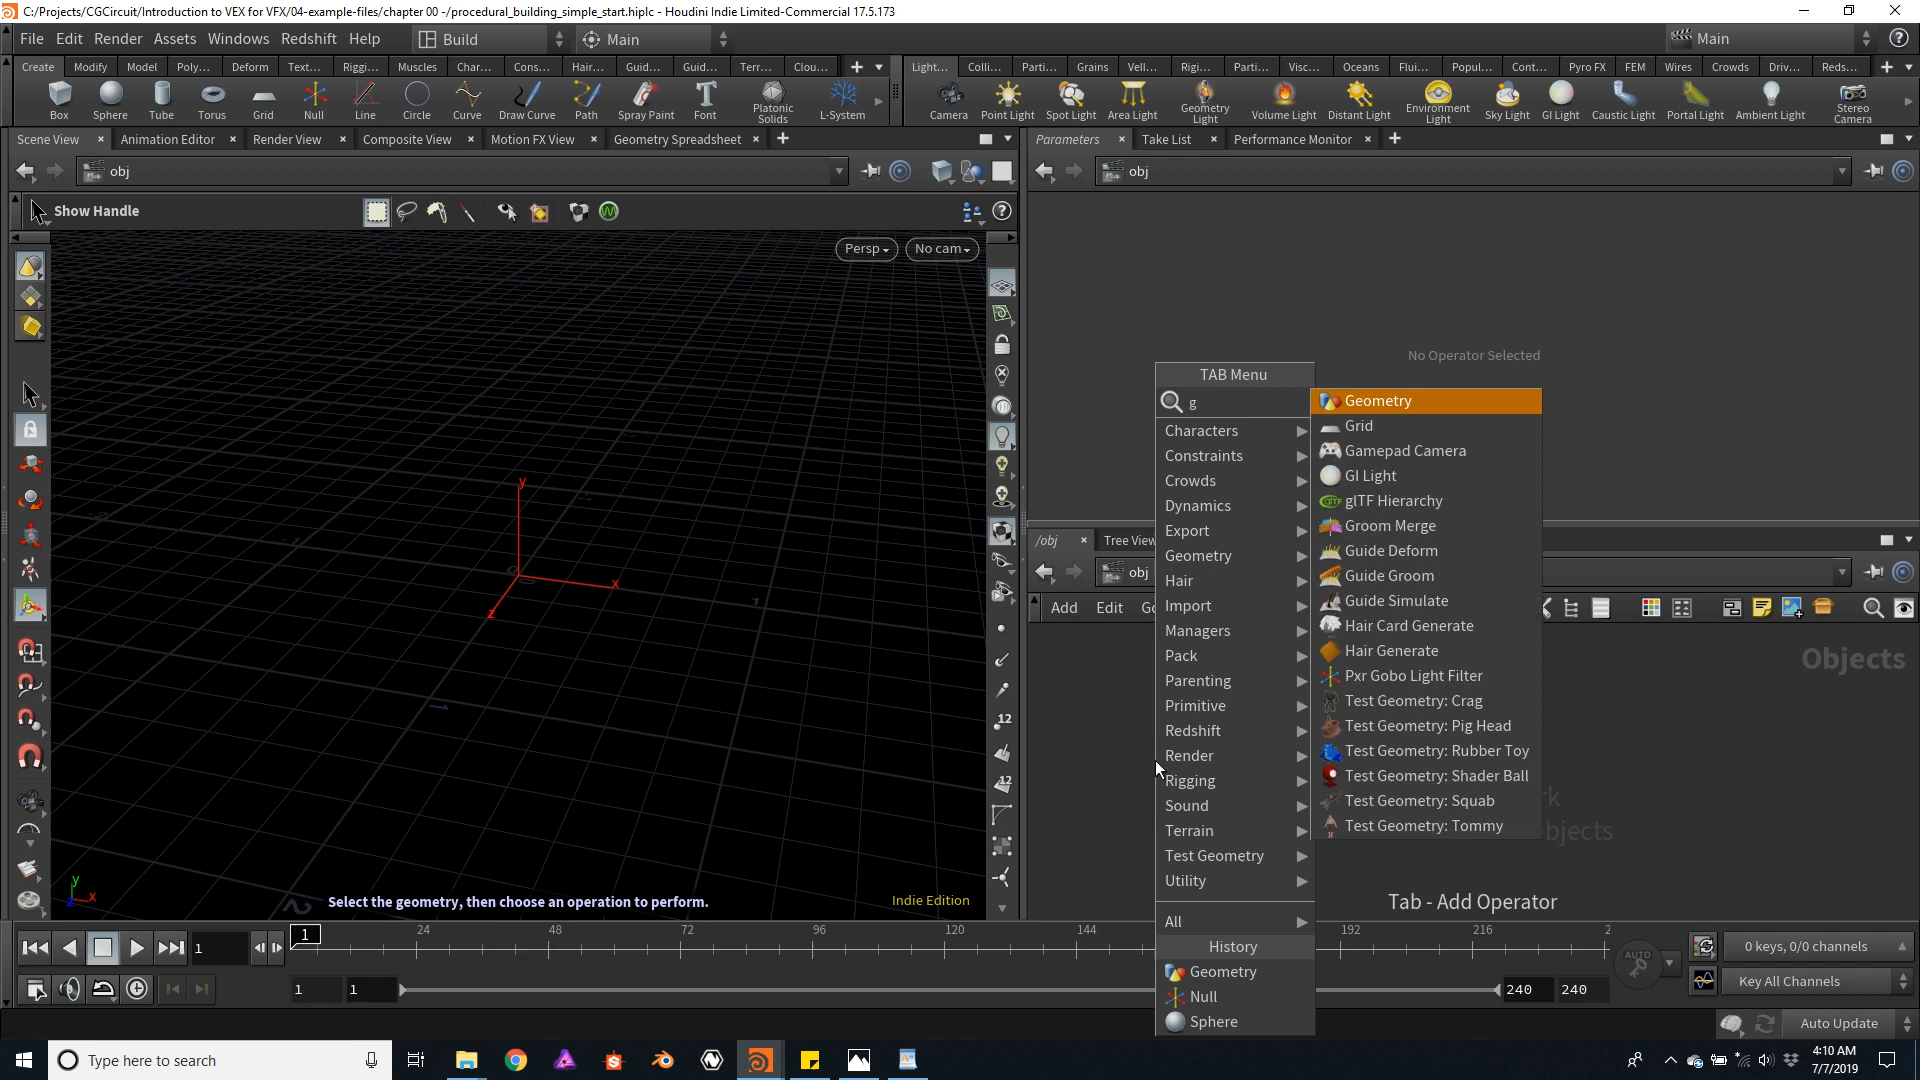 C:/Projects/CGCircuit/Introduction to VEX for VFX/04-example-files/chapter 00 -/procedural_building_simple_start.hiplc - Houdini Indie Limited-Commercial 17.5.173
File Edit Render Assets Windows Redshift Help Build Main Main
Create Modify Model Poly... Deform Text... Riggi... Muscles Char... Cons... Hair... Guid... Guid... Terr... Clou...
Light... Colli... Parti... Grains Vell... Rigi... Parti... Visc... Oceans Flui... Popul... Cont... Pyro FX FEM Wires Crowds Driv... Reds...
Box Sphere Tube Torus Grid Null Line Circle Curve Draw Curve Path Spray Paint Font Platonic Solids L-System
Camera Point Light Spot Light Area Light Geometry Light Volume Light Distant Light Environment Light Sky Light GI Light Caustic Light Portal Light Ambient Light Stereo Camera
Scene View Animation Editor Render View Composite View Motion FX View Geometry Spreadsheet
Parameters Take List Performance Monitor
obj
obj
Show Handle
Persp No cam
No Operator Selected
TAB Menu
g
Characters
Constraints
Crowds
Dynamics
Export
Geometry
Hair
Import
Managers
Pack
Parenting
Primitive
Redshift
Render
Rigging
Sound
Terrain
Test Geometry
Utility
All
History
Geometry
Null
Sphere
Geometry
Grid
Gamepad Camera
GI Light
glTF Hierarchy
Groom Merge
Guide Deform
Guide Groom
Guide Simulate
Hair Card Generate
Hair Generate
Pxr Gobo Light Filter
Test Geometry: Crag
Test Geometry: Pig Head
Test Geometry: Rubber Toy
Test Geometry: Shader Ball
Test Geometry: Squab
Test Geometry: Tommy
/obj Tree View
obj
Add Edit Go
Objects
Tab - Add Operator
y
x
z
12
12
y
x
Select the geometry, then choose an operation to perform.
Indie Edition
1 1 24 48 72 96 120 144 192 216 2
AUTO
0 keys, 0/0 channels
1 1 240 240
Key All Channels
Auto Update
Type here to search
4:10 AM
7/7/2019